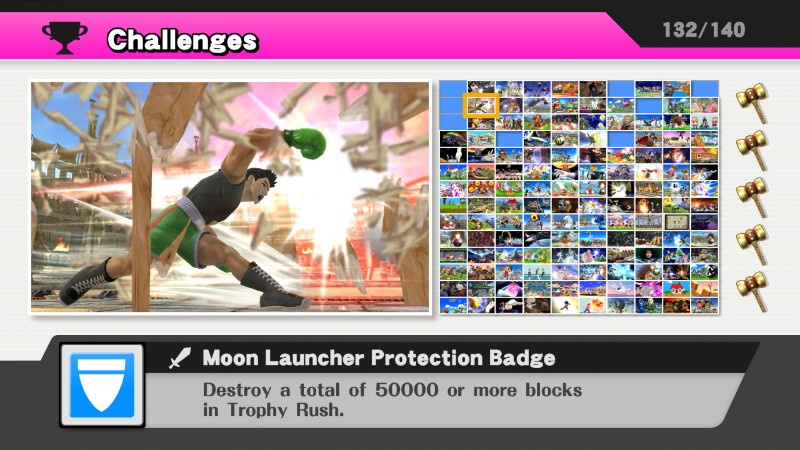 Challenges
132/140
Moon Launcher Protection Badge
Destroy a total of 50000 or more blocks
in Trophy Rush.